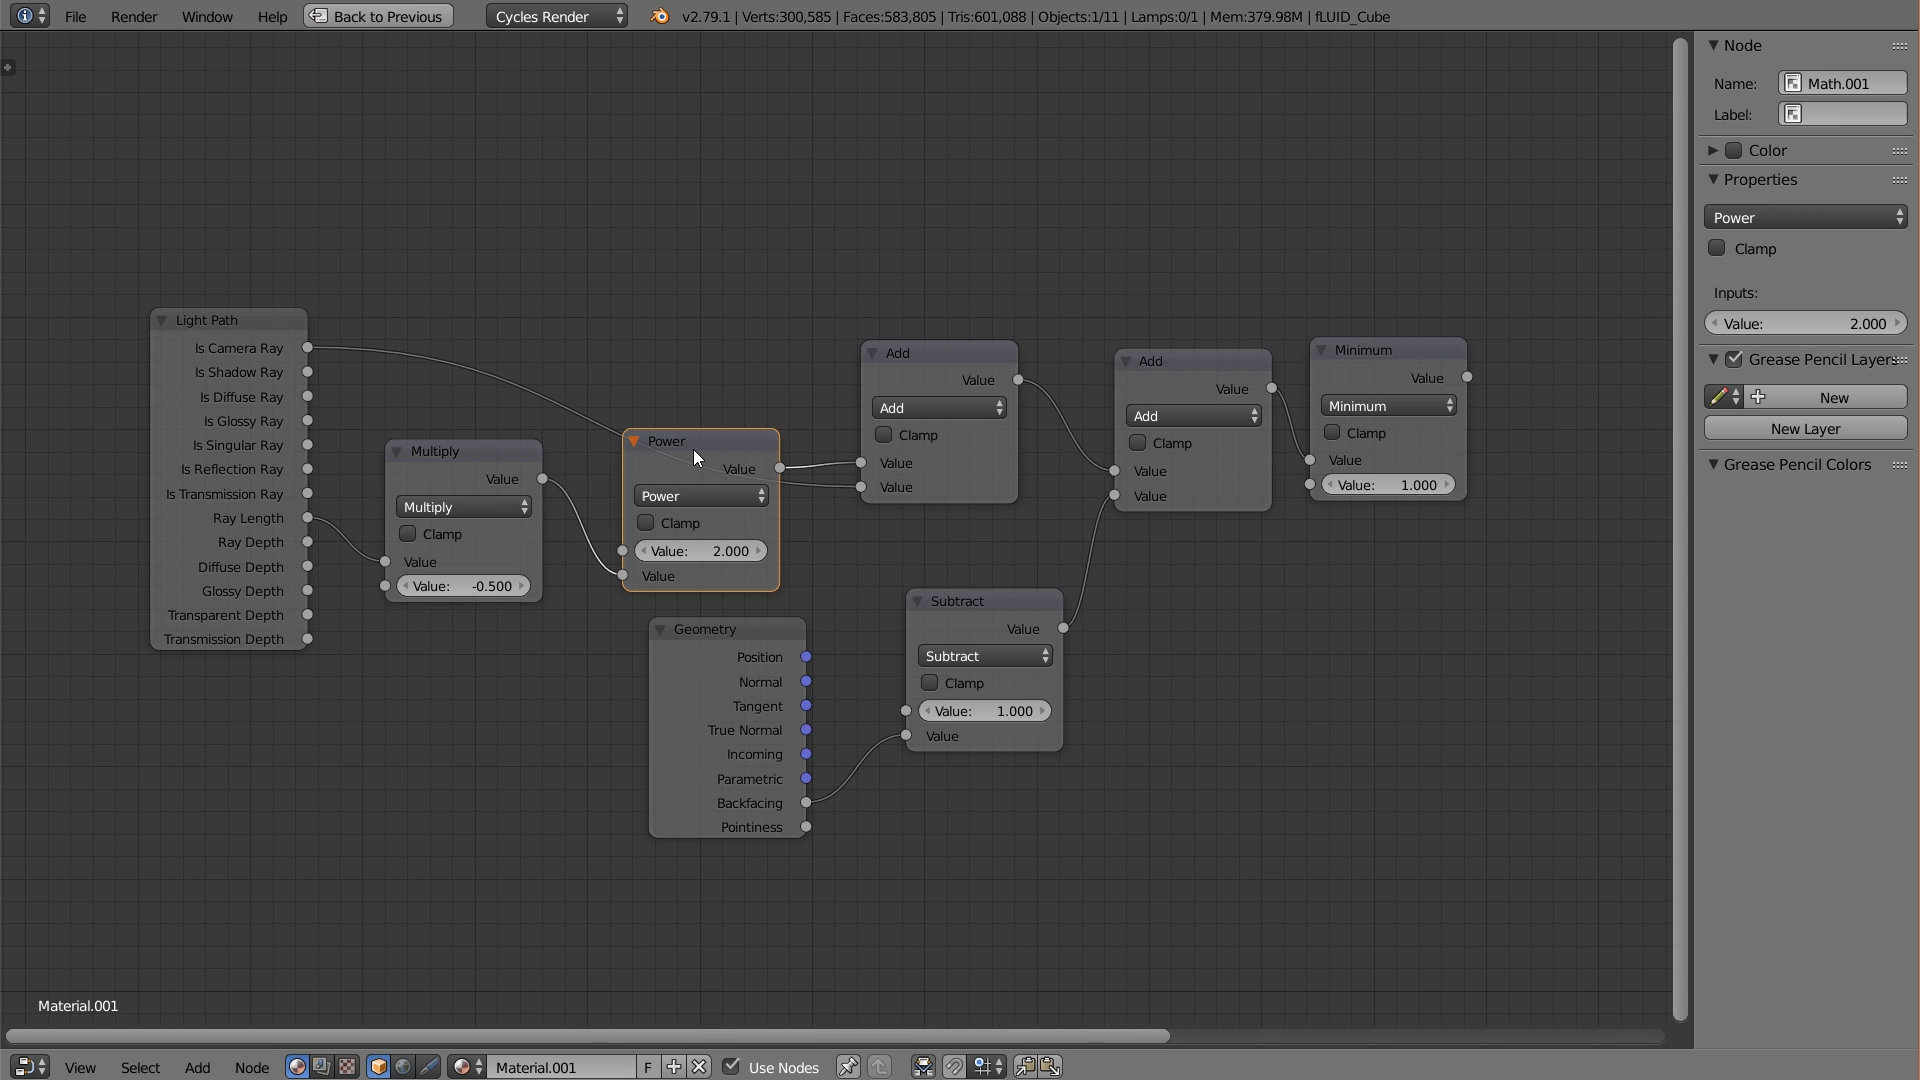 File Render Window Help Back to Previous Cycles Render v2.79.1 | Verts:300,585 | Faces:583,805 | Tris:601,088 | Objects:1/11 | Lamps:0/1 | Mem:379.98M | fLUID_Cube
Light Path
Is Camera Ray
Is Shadow Ray
Is Diffuse Ray
Is Glossy Ray
Is Singular Ray
Is Reflection Ray
Is Transmission Ray
Ray Length
Ray Depth
Diffuse Depth
Glossy Depth
Transparent Depth
Transmission Depth
Multiply
Value
Multiply
Clamp
Value
Value: -0.500
Power
Value
Power
Clamp
Value: 2.000
Value
Geometry
Position
Normal
Tangent
True Normal
Incoming
Parametric
Backfacing
Pointiness
Add
Value
Add
Clamp
Value
Value
Subtract
Value
Subtract
Clamp
Value: 1.000
Value
Add
Value
Add
Clamp
Value
Value
Minimum
Value
Minimum
Clamp
Value
Value: 1.000
Node
Name: Math.001
Label:
Color
Properties
Power
Clamp
Inputs:
Value: 2.000
Grease Pencil Layers
New
New Layer
Grease Pencil Colors
Material.001
View Select Add Node Material.001 F Use Nodes